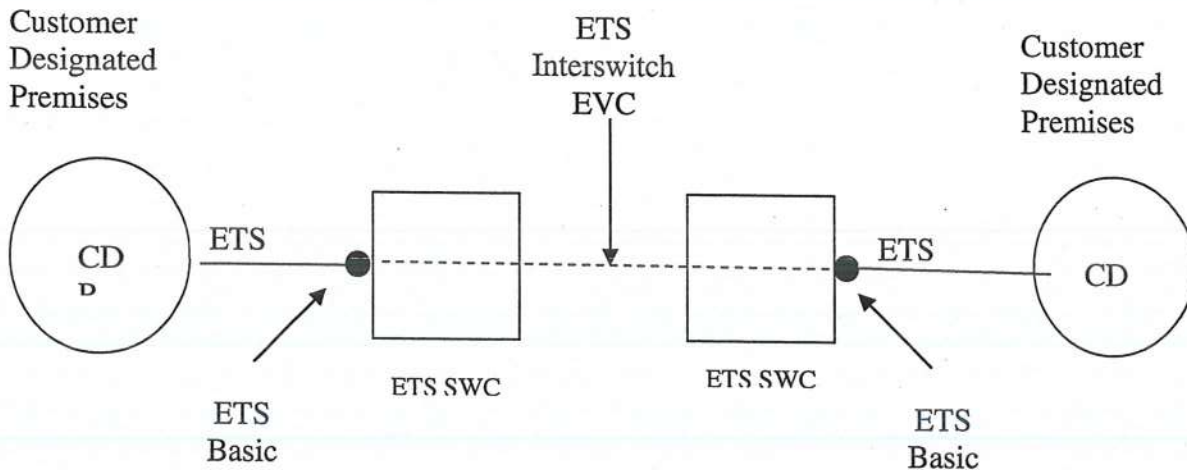 Customer
Designated
Premises
ETS
Interswitch
EVC
Customer
Designated
Premises
CD
P
ETS
ETS
CD
ETS SWC
ETS SWC
ETS
Basic
ETS
Basic